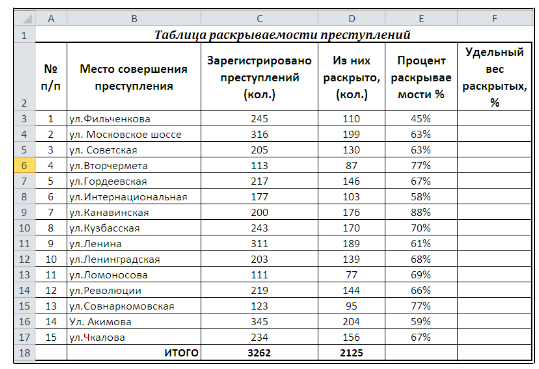 A B C D E F
1 Таблица раскрываемости преступлений
2 № п/п Место совершения преступления Зарегистрировано преступлений (кол.) Из них раскрыто, (кол.) Процент раскрывае мости % Удельный вес раскрытых, %
3 1 ул.Фильченкова 245 110 45%
4 2 ул. Московское шоссе 316 199 63%
5 3 ул. Советская 205 130 63%
6 4 ул.Вторчермета 113 87 77%
7 5 ул.Гордеевская 217 146 67%
8 6 ул.Интернациональная 177 103 58%
9 7 ул.Канавинская 200 176 88%
10 8 ул.Кузбасская 243 170 70%
11 9 ул.Ленина 311 189 61%
12 10 ул.Ленинградская 203 139 68%
13 11 ул.Ломоносова 111 77 69%
14 12 ул.Революции 219 144 66%
15 13 ул.Совнаркомовская 123 95 77%
16 14 Ул. Акимова 345 204 59%
17 15 ул.Чкалова 234 156 67%
18 ИТОГО 3262 2125